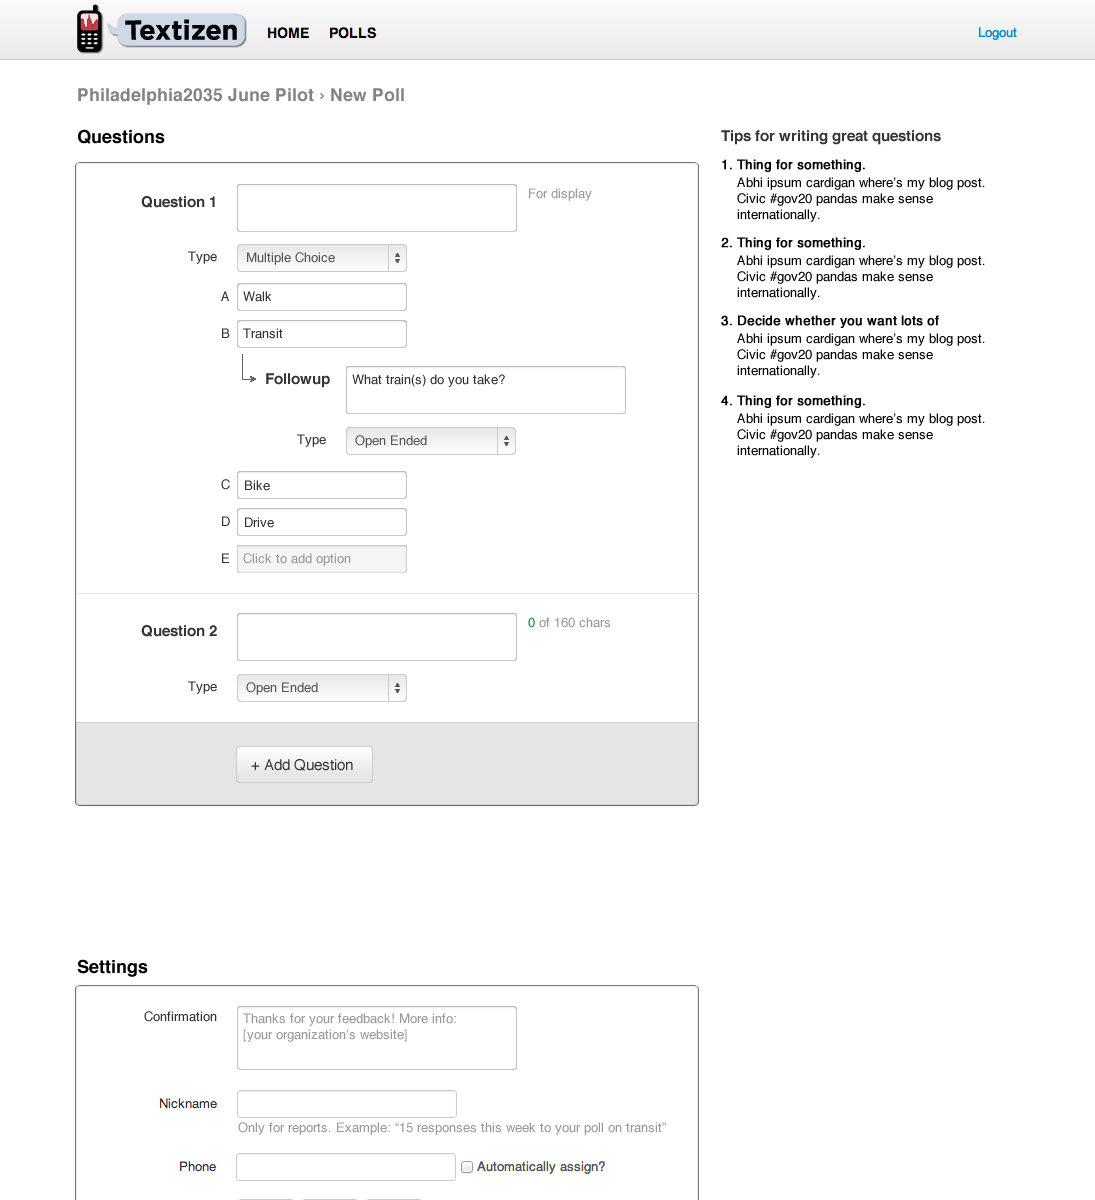 Textizen
HOME
POLLS
Logout
Philadelphia2035 June Pilot › New Poll
Questions
Question 1
For display
Type
Multiple Choice
A
Walk
B
Transit
Followup
What train(s) do you take?
Type
Open Ended
C
Bike
D
Drive
E
Click to add option
Question 2
0 of 160 chars
Type
Open Ended
+ Add Question
Tips for writing great questions
1. Thing for something.
Abhi ipsum cardigan where's my blog post.
Civic #gov20 pandas make sense
internationally.
2. Thing for something.
Abhi ipsum cardigan where's my blog post.
Civic #gov20 pandas make sense
internationally.
3. Decide whether you want lots of
Abhi ipsum cardigan where's my blog post.
Civic #gov20 pandas make sense
internationally.
4. Thing for something.
Abhi ipsum cardigan where's my blog post.
Civic #gov20 pandas make sense
internationally.
Settings
Confirmation
Thanks for your feedback! More info:
[your organization's website]
Nickname
Only for reports. Example: “15 responses this week to your poll on transit”
Phone
Automatically assign?